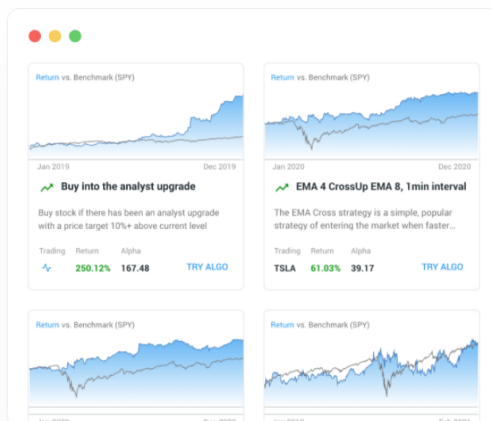 Return vs. Benchmark (SPY)
Jan 2019 Dec 2019
Buy into the analyst upgrade
Buy stock if there has been an analyst upgrade
with a price target 10%+ above current level
Trading Return Alpha
250.12% 167.48 TRY ALGO
Return vs. Benchmark (SPY)
Jan 2020 Dec 2020
EMA 4 CrossUp EMA 8, 1min interval
The EMA Cross strategy is a simple, popular
strategy of entering the market when faster...
Trading Return Alpha
TSLA 61.03% 39.17 TRY ALGO
Return vs. Benchmark (SPY)
Return vs. Benchmark (SPY)